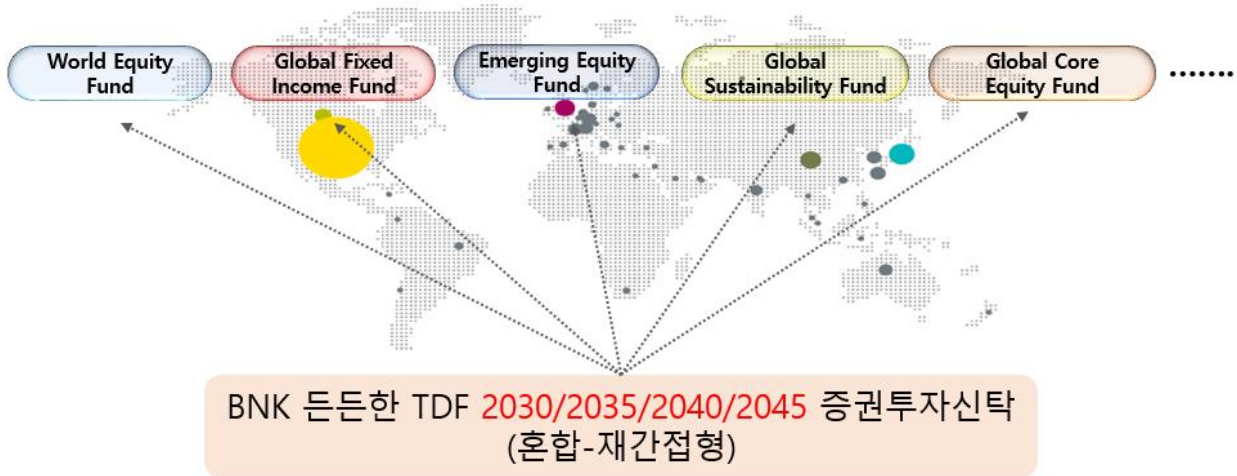 World Equity
Fund
Global Fixed
Income Fund
Emerging Equity
Fund
Global
Sustainability Fund
Global Core
Equity Fund
.......
BNK 든든한 TDF 2030/2035/2040/2045 증권투자신탁
(혼합-재간접형)